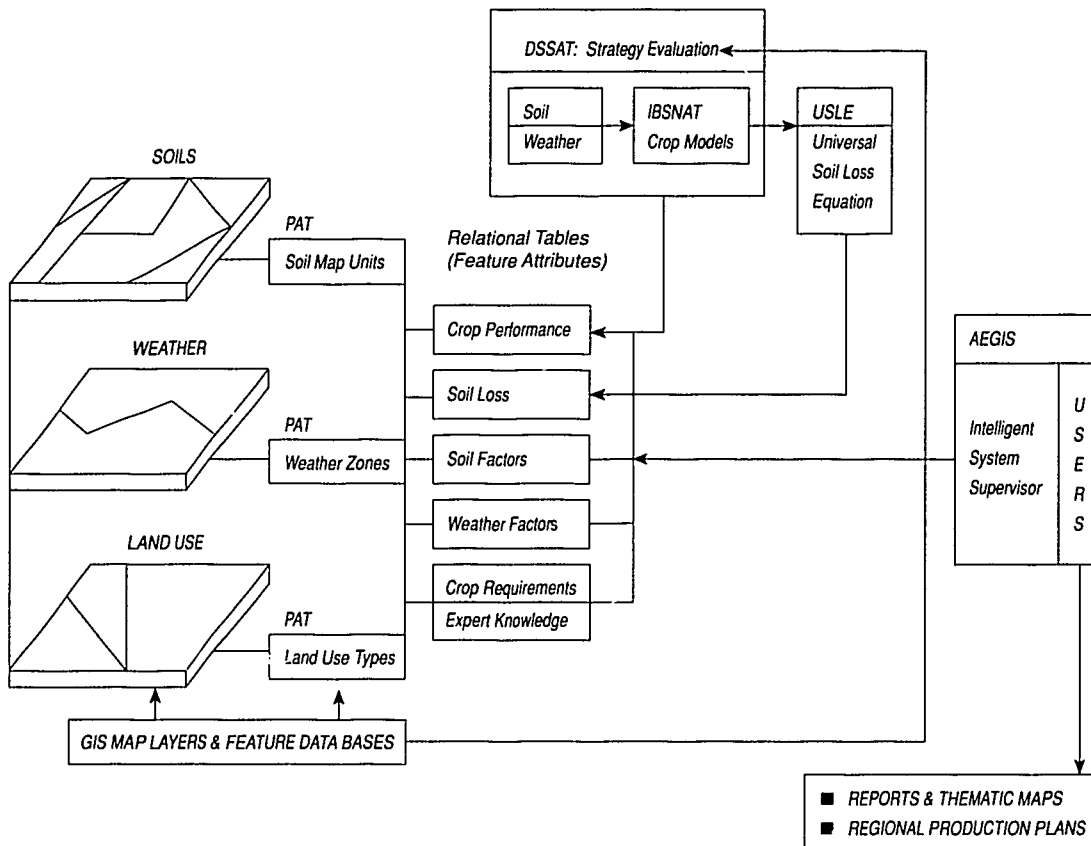 DSSAT: Strategy Evaluation
Soil
Weather
IBSNAT
Crop Models
USLE
Universal
Soil Loss
Equation
SOILS
PAT
Soil Map Units
Relational Tables
(Feature Attributes)
Crop Performance
WEATHER
Soil Loss
PAT
Weather Zones
Soil Factors
Weather Factors
LAND USE
Crop Requirements
Expert Knowledge
PAT
Land Use Types
GIS MAP LAYERS & FEATURE DATA BASES
AEGIS
Intelligent
System
Supervisor
U
S
E
R
S
■ REPORTS & THEMATIC MAPS
■ REGIONAL PRODUCTION PLANS